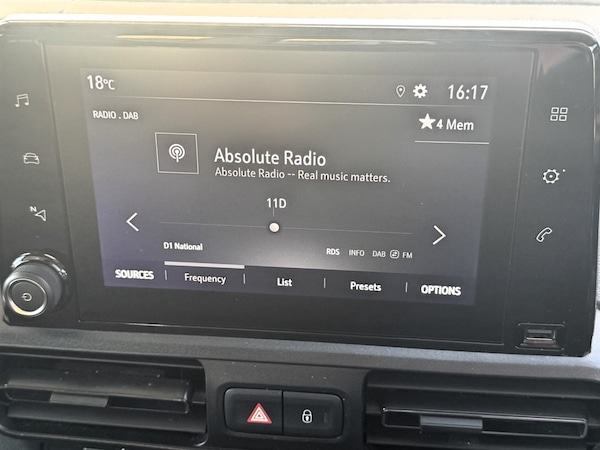 18°C 16:17
RADIO . DAB
4 Mem
Absolute Radio
Absolute Radio -- Real music matters.
11D
N
D1 National RDS INFO DAB FM
SOURCES Frequency List Presets OPTIONS